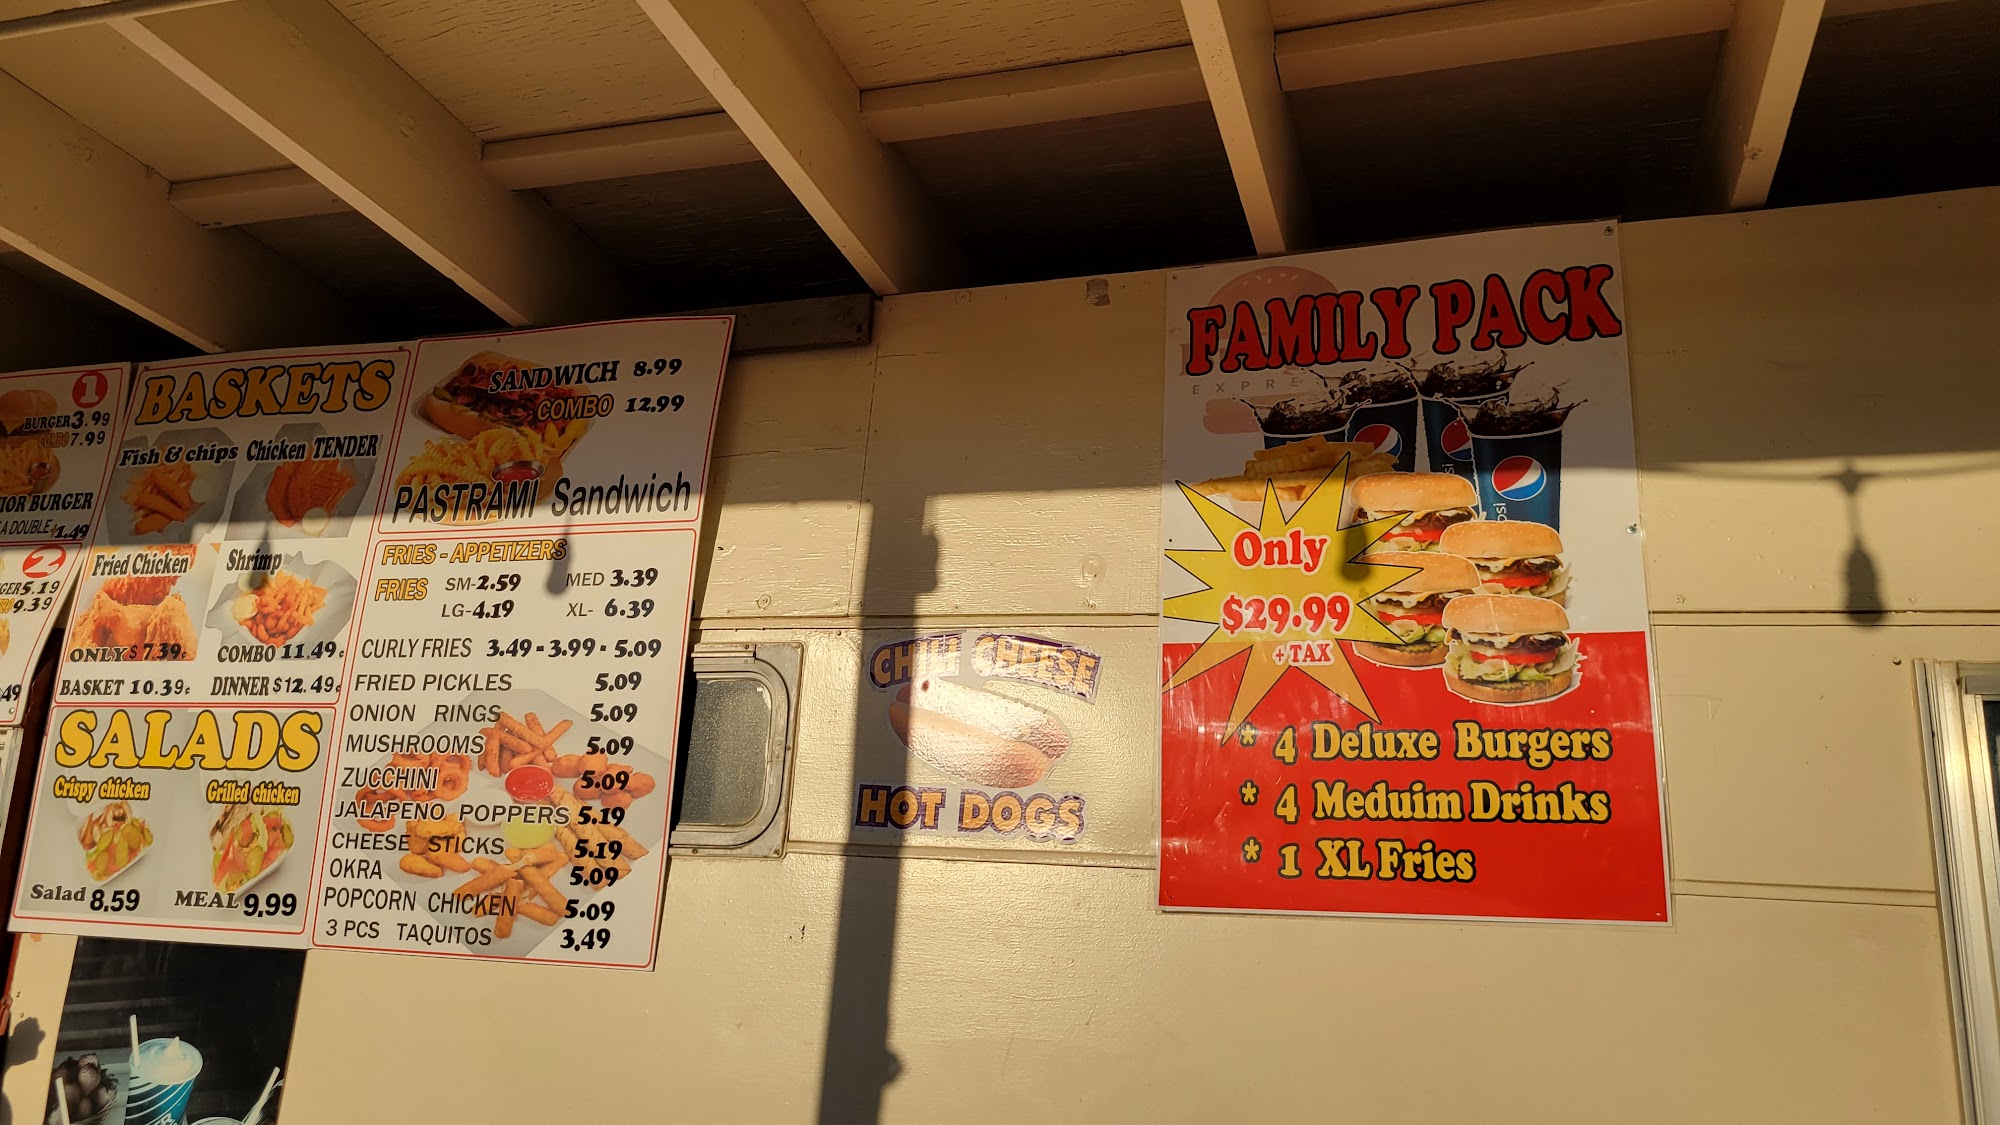 1
BURGER 3.99
COMBO 7.99
IOR BURGER
A DOUBLE +1.49
2
GER 5.19
9.39
.49
BASKETS
Fish & chips Chicken TENDER
Fried Chicken Shrimp
ONLY $ 7.39¢ COMBO 11.49¢
BASKET 10.39¢ DINNER $12.49¢
SALADS
Crispy chicken Grilled chicken
Salad 8.59 MEAL 9.99
SANDWICH 8.99
COMBO 12.99
PASTRAMI Sandwich
FRIES - APPETIZERS
FRIES SM- 2.59 MED 3.39
LG- 4.19 XL- 6.39
CURLY FRIES 3.49 - 3.99 - 5.09
FRIED PICKLES 5.09
ONION RINGS 5.09
MUSHROOMS 5.09
ZUCCHINI 5.09
JALAPENO POPPERS 5.19
CHEESE STICKS 5.19
OKRA 5.09
POPCORN CHICKEN 5.09
3 PCS TAQUITOS 3.49
CHILI CHEESE
HOT DOGS
FAMILY PACK
EXPRE
Only
$29.99
+ TAX
* 4 Deluxe Burgers
* 4 Meduim Drinks
* 1 XL Fries